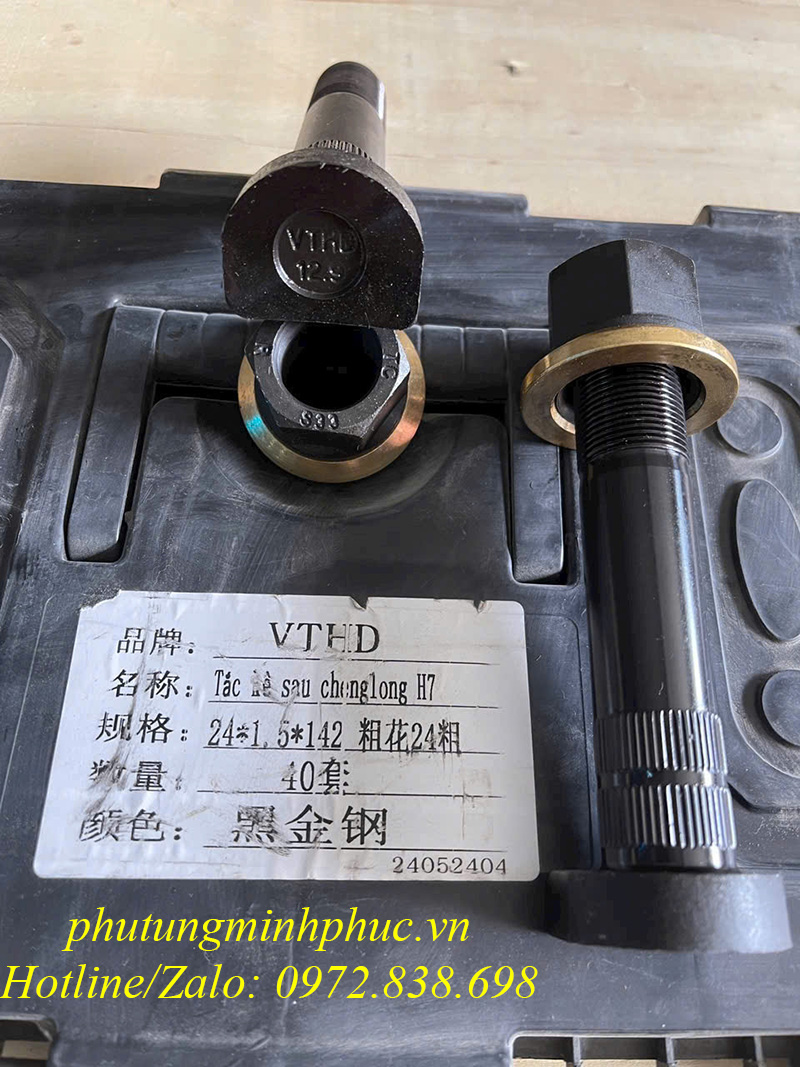 VTHD
12.9
S33
品牌： VTHD
名称：Tắc kê sau chenglong H7
规格：24*1.5*142 粗花24粗
数量： 40套
颜色： 黑金钢
24052404
phutungminhphuc.vn
Hotline/Zalo: 0972.838.698